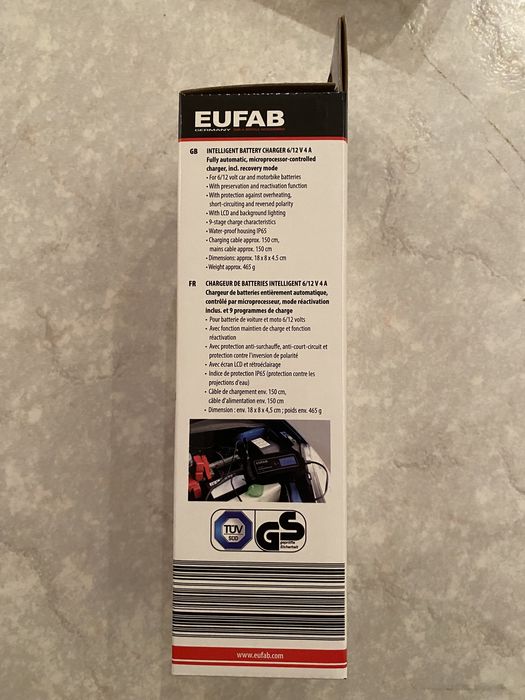 EUFAB
GERMANY CAR & BICYCLE ACCESSORIES
GB INTELLIGENT BATTERY CHARGER 6/12 V 4 A
Fully automatic, microprocessor-controlled
charger, incl. recovery mode
• For 6/12 volt car and motorbike batteries
• With preservation and reactivation function
• With protection against overheating,
short-circuiting and reversed polarity
• With LCD and background lighting
• 9-stage charge characteristics
• Water-proof housing IP65
• Charging cable approx. 150 cm,
mains cable approx. 150 cm
• Dimensions: approx. 18 x 8 x 4.5 cm
• Weight approx. 465 g
FR CHARGEUR DE BATTERIES INTELLIGENT 6/12 V 4 A
Chargeur de batteries entièrement automatique,
contrôlé par microprocesseur, mode réactivation
inclus. et 9 programmes de charge
• Pour batterie de voiture et moto 6/12 volts
• Avec fonction maintien de charge et fonction
réactivation
• Avec protection anti-surchauffe, anti-court-circuit et
protection contre l'inversion de polarité
• Avec écran LCD et rétroéclairage
• Indice de protection IP65 (protection contre les
projections d'eau)
• Câble de chargement env. 150 cm,
câble d'alimentation env. 150 cm
• Dimension : env. 18 x 8 x 4,5 cm ; poids env. 465 g
EUFAB
TÜV
SÜD
GS
geprüfte
Sicherheit
www.eufab.com